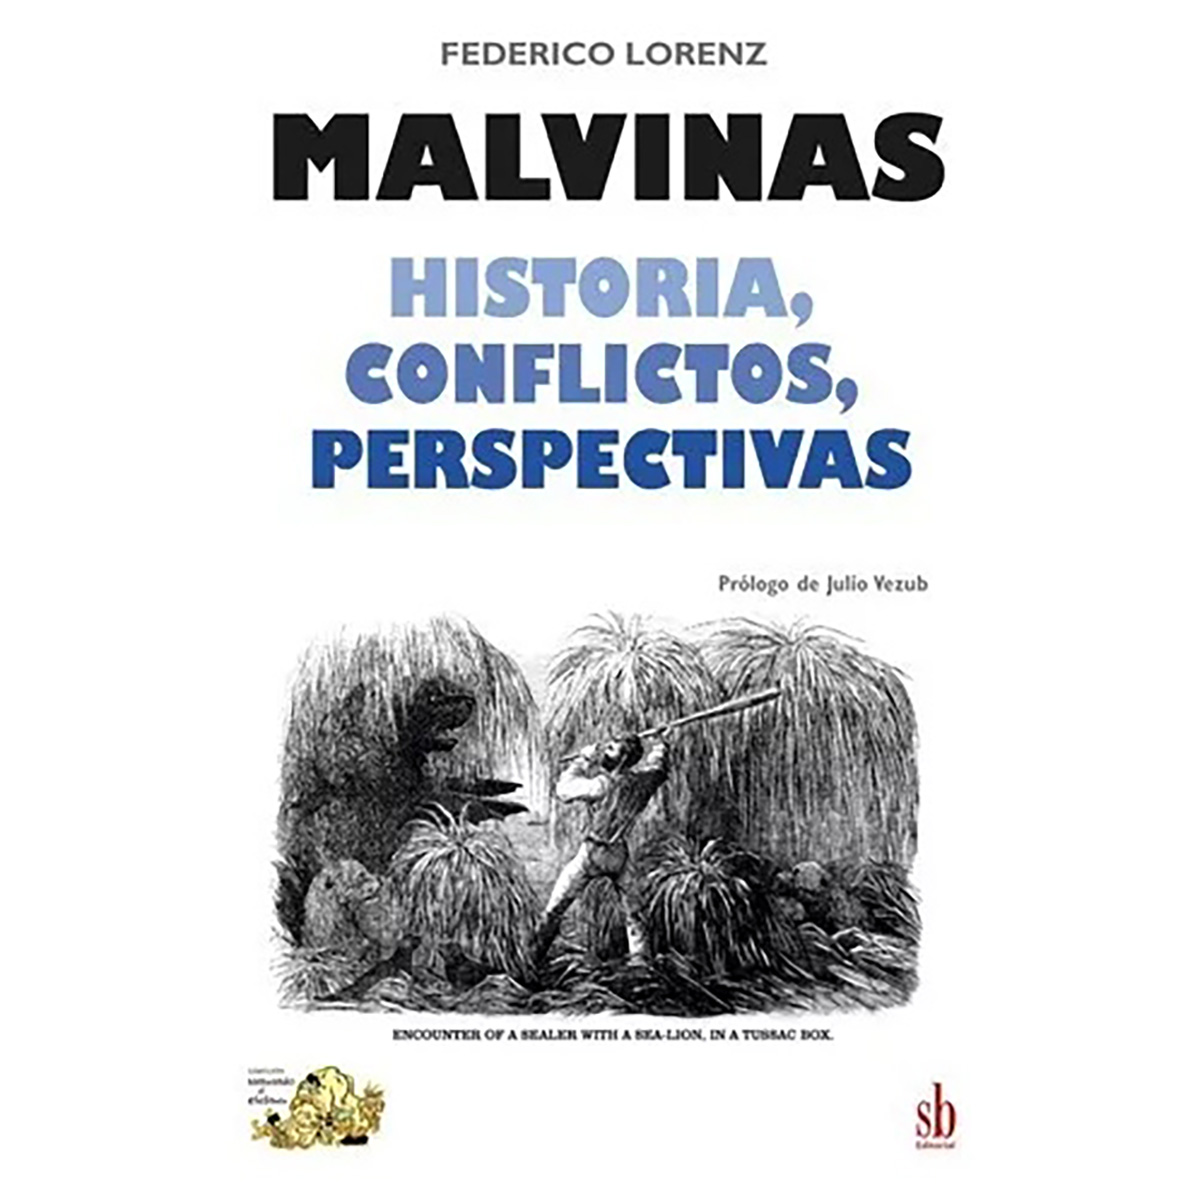 FEDERICO LORENZ
MALVINAS
HISTORIA,
CONFLICTOS,
PERSPECTIVAS
Prólogo de Julio Vezub
ENCOUNTER OF A SEALER WITH A SEA-LION, IN A TUSSAC BOX.
sb
Editorial